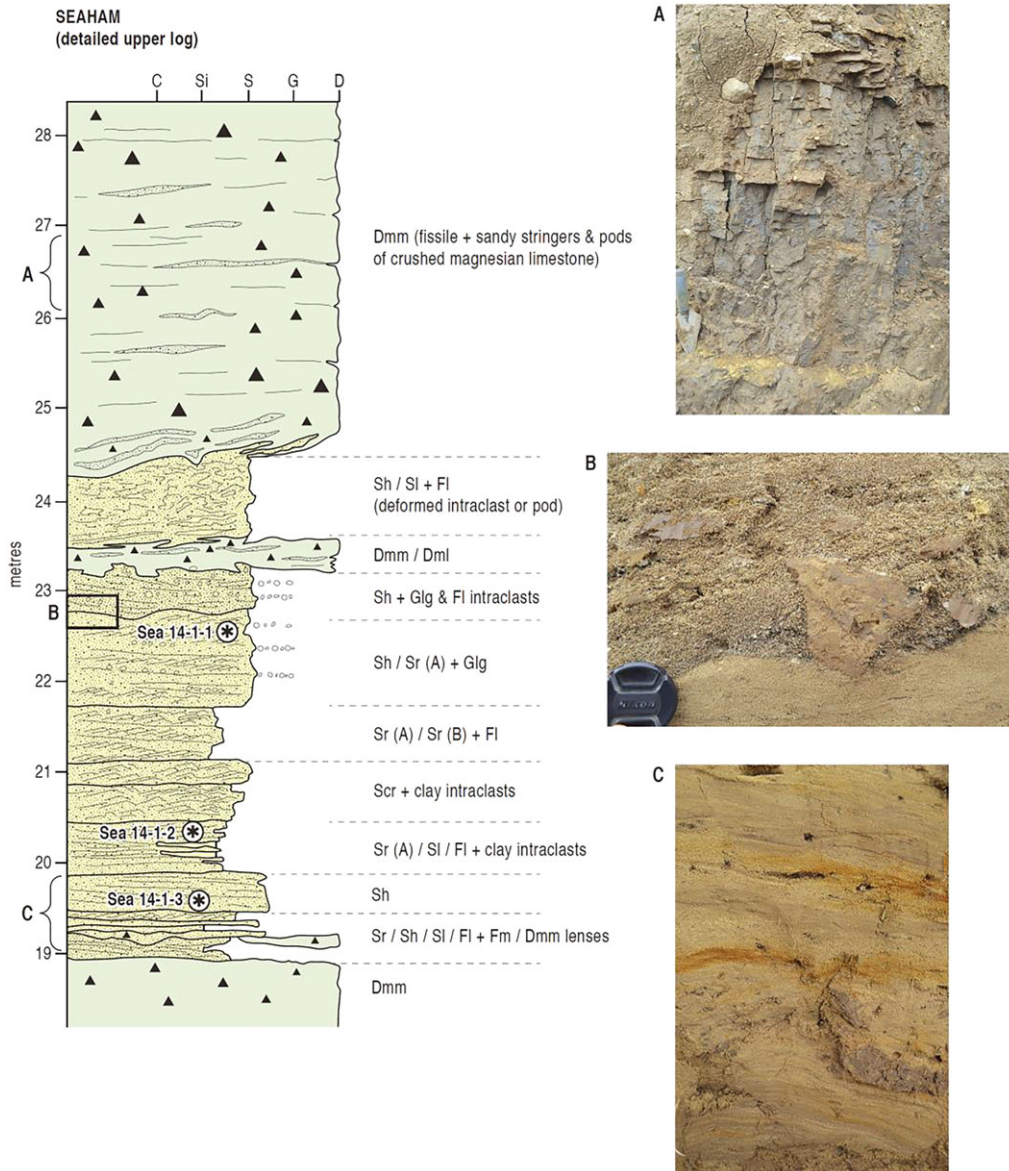 SEAHAM
(detailed upper log)
C Si S G D
28
27
26
25
24
23
22
21
20
19
metres
A
B
C
Dmm (fissile + sandy stringers & pods
of crushed magnesian limestone)
Sh / Sl + Fl
(deformed intraclast or pod)
Dmm / Dml
Sh + Glg & Fl intraclasts
Sea 14-1-1
Sh / Sr (A) + Glg
Sr (A) / Sr (B) + Fl
Scr + clay intraclasts
Sea 14-1-2
Sr (A) / Sl / Fl + clay intraclasts
Sea 14-1-3
Sh
Sr / Sh / Sl / Fl + Fm / Dmm lenses
Dmm
A
B
NIKON
C